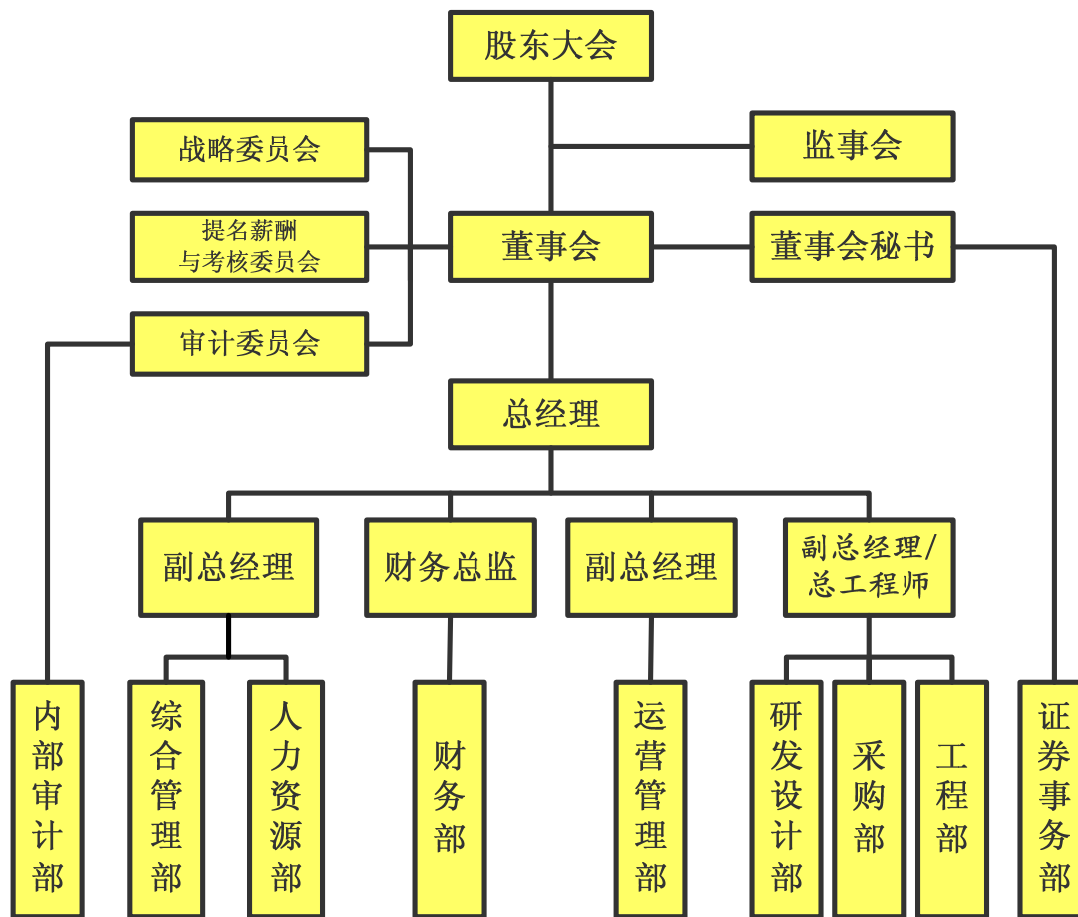 股东大会
战略委员会
监事会
提名薪酬
与考核委员会
董事会
董事会秘书
审计委员会
总经理
副总经理
财务总监
副总经理
副总经理/
总工程师
内部审计部
综合管理部
人力资源部
财务部
运营管理部
研发设计部
采购部
工程部
证券事务部